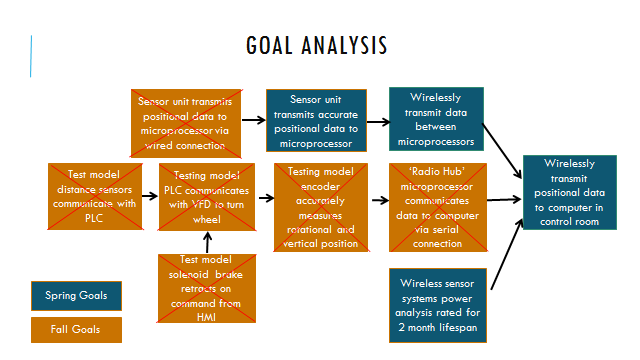 GOAL ANALYSIS
Sensor unit transmits
positional data to
microprocessor via
wired connection
Sensor unit
transmits accurate
positional data to
microprocessor
Wirelessly
transmit data
between
microprocessors
Test model
distance sensors
communicate with
PLC
Testing model
PLC communicates
with VFD to turn
wheel
Testing model
encoder
accurately
measures
rotational and
vertical position
‘Radio Hub’
microprocessor
communicates
data to computer
via serial
connection
Wirelessly
transmit
positional data
to computer in
control room
Test model
solenoid brake
retracts on
command from
HMI
Wireless sensor
systems power
analysis rated for
2 month lifespan
Spring Goals
Fall Goals